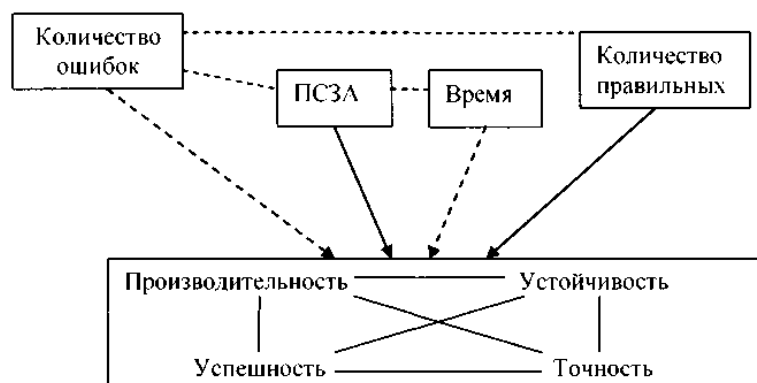 Количество
ошибок
ПСЗА
Время
Количество
правильных
Производительность
Устойчивость
Успешность
Точность